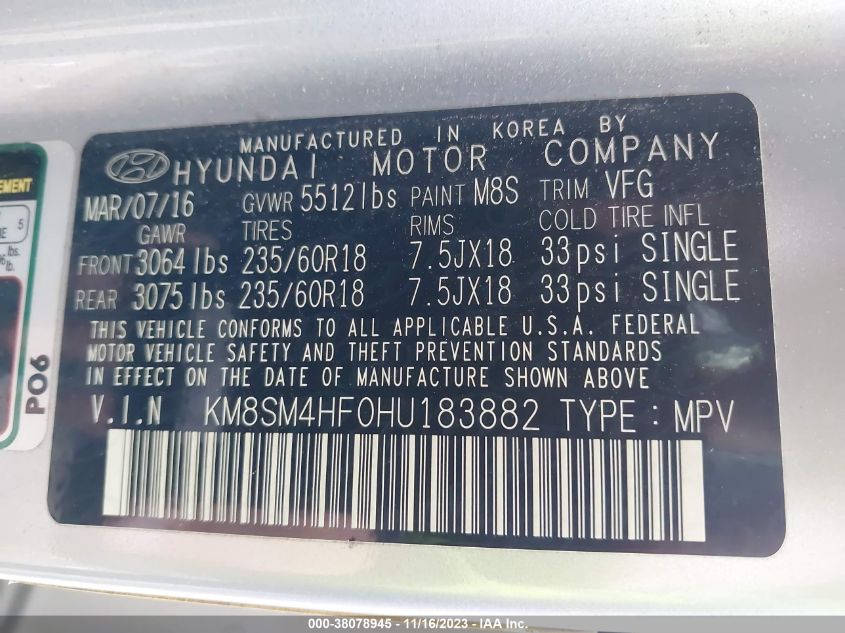 MANUFACTURED IN KOREA BY
HYUNDAI MOTOR COMPANY
MAR/07/16 GVWR 5512lbs PAINT M8S TRIM VFG
GAWR TIRES RIMS COLD TIRE INFL
FRONT 3064 lbs 235/60R18 7.5JX18 33psi SINGLE
REAR 3075 lbs 235/60R18 7.5JX18 33psi SINGLE
THIS VEHICLE CONFORMS TO ALL APPLICABLE U.S.A. FEDERAL
MOTOR VEHICLE SAFETY AND THEFT PREVENTION STANDARDS
IN EFFECT ON THE DATE OF MANUFACTURE SHOWN ABOVE
V.I.N KM8SM4HF0HU183882 TYPE : MPV
5
lbs.
lb.
P06
000-38078945 - 11/16/2023 - IAA Inc.